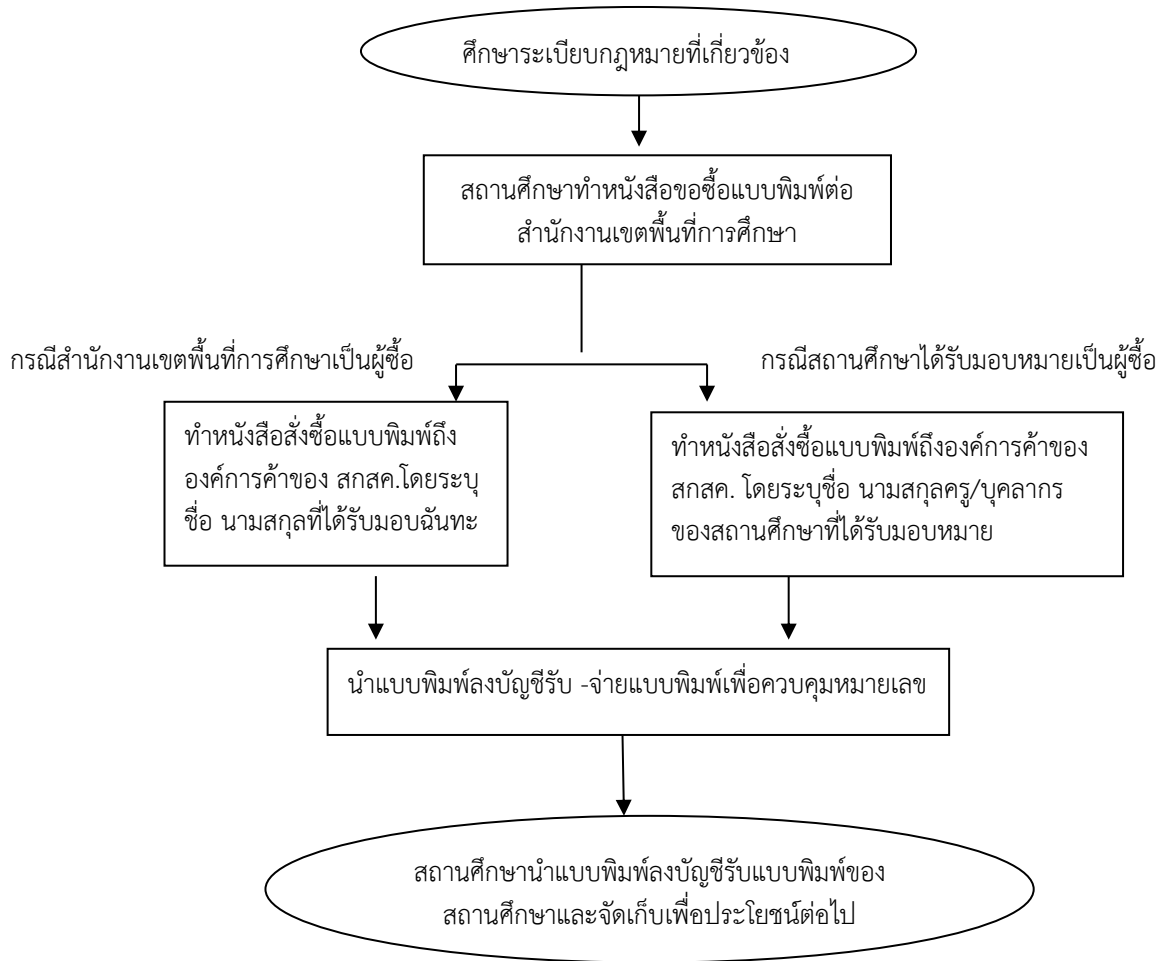 ศึกษาระเบียบกฎหมายที่เกี่ยวข้อง
สถานศึกษาทำหนังสือขอซื้อแบบพิมพ์ต่อ
สำนักงานเขตพื้นที่การศึกษา
กรณีสำนักงานเขตพื้นที่การศึกษาเป็นผู้ซื้อ
กรณีสถานศึกษาได้รับมอบหมายเป็นผู้ซื้อ
ทำหนังสือสั่งซื้อแบบพิมพ์ถึง
องค์การค้าของ สกสค.โดยระบุ
ชื่อ นามสกุลที่ได้รับมอบฉันทะ
ทำหนังสือสั่งซื้อแบบพิมพ์ถึงองค์การค้าของ
สกสค. โดยระบุชื่อ นามสกุลครู/บุคลากร
ของสถานศึกษาที่ได้รับมอบหมาย
นำแบบพิมพ์ลงบัญชีรับ -จ่ายแบบพิมพ์เพื่อควบคุมหมายเลข
สถานศึกษานำแบบพิมพ์ลงบัญชีรับแบบพิมพ์ของ
สถานศึกษาและจัดเก็บเพื่อประโยชน์ต่อไป